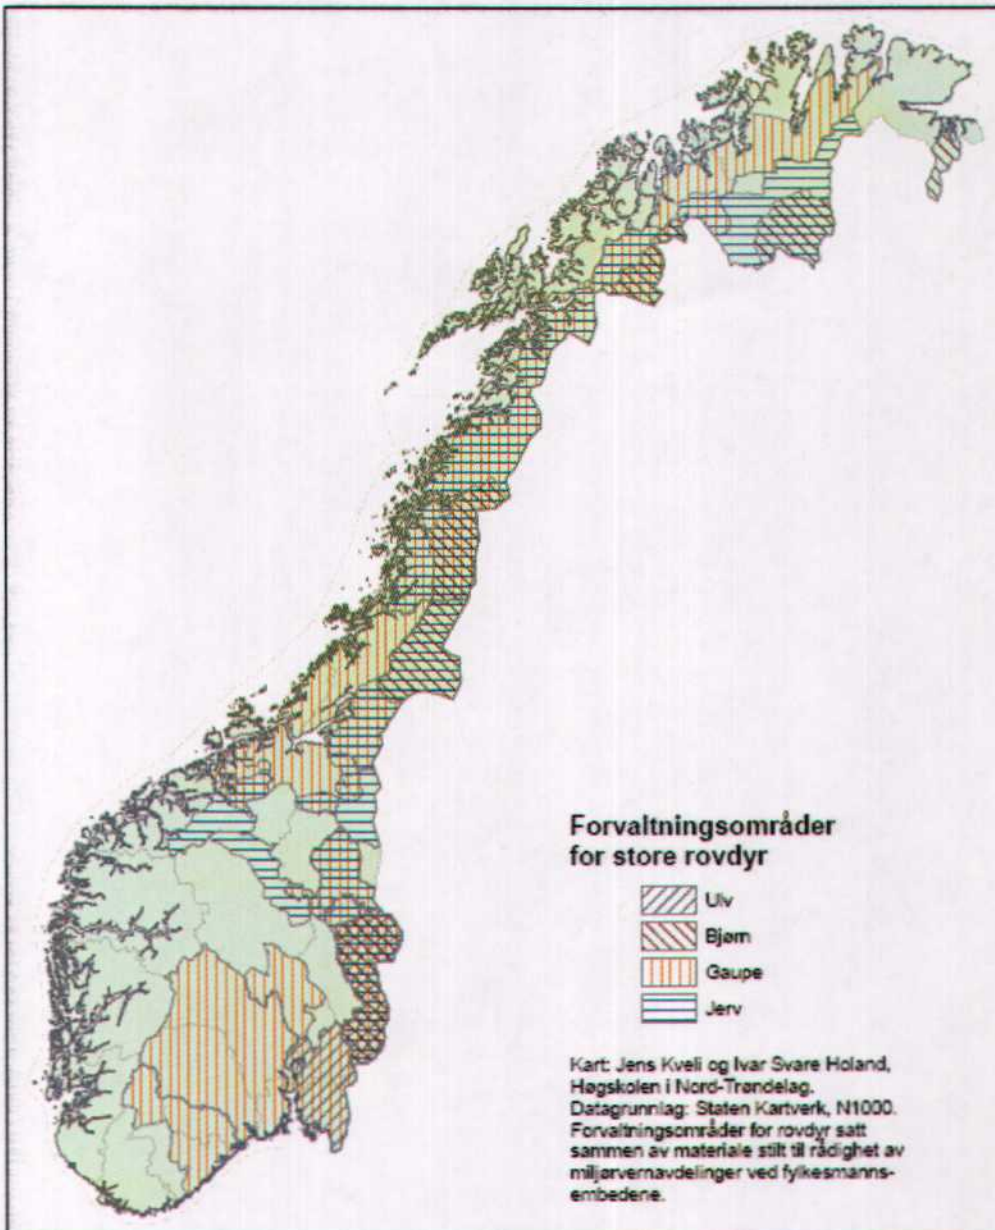 Forvaltningsområder
for store rovdyr
Ulv
Bjørn
Gaupe
Jerv
Kart: Jens Kveli og Ivar Svare Holand,
Høgskolen i Nord-Trøndelag.
Datagrunnlag: Staten Kartverk, N1000.
Forvaltningsområder for rovdyr satt
sammen av materiale stilt til rådighet av
miljørvernavdelinger ved fylkesmanns-
embedene.